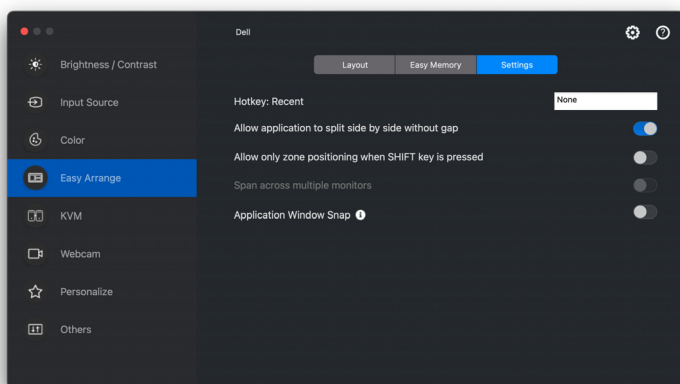 Dell
Brightness / Contrast
Input Source
Color
Easy Arrange
KVM
Webcam
Personalize
Others
Layout
Easy Memory
Settings
Hotkey: Recent
None
Allow application to split side by side without gap
Allow only zone positioning when SHIFT key is pressed
Span across multiple monitors
Application Window Snap